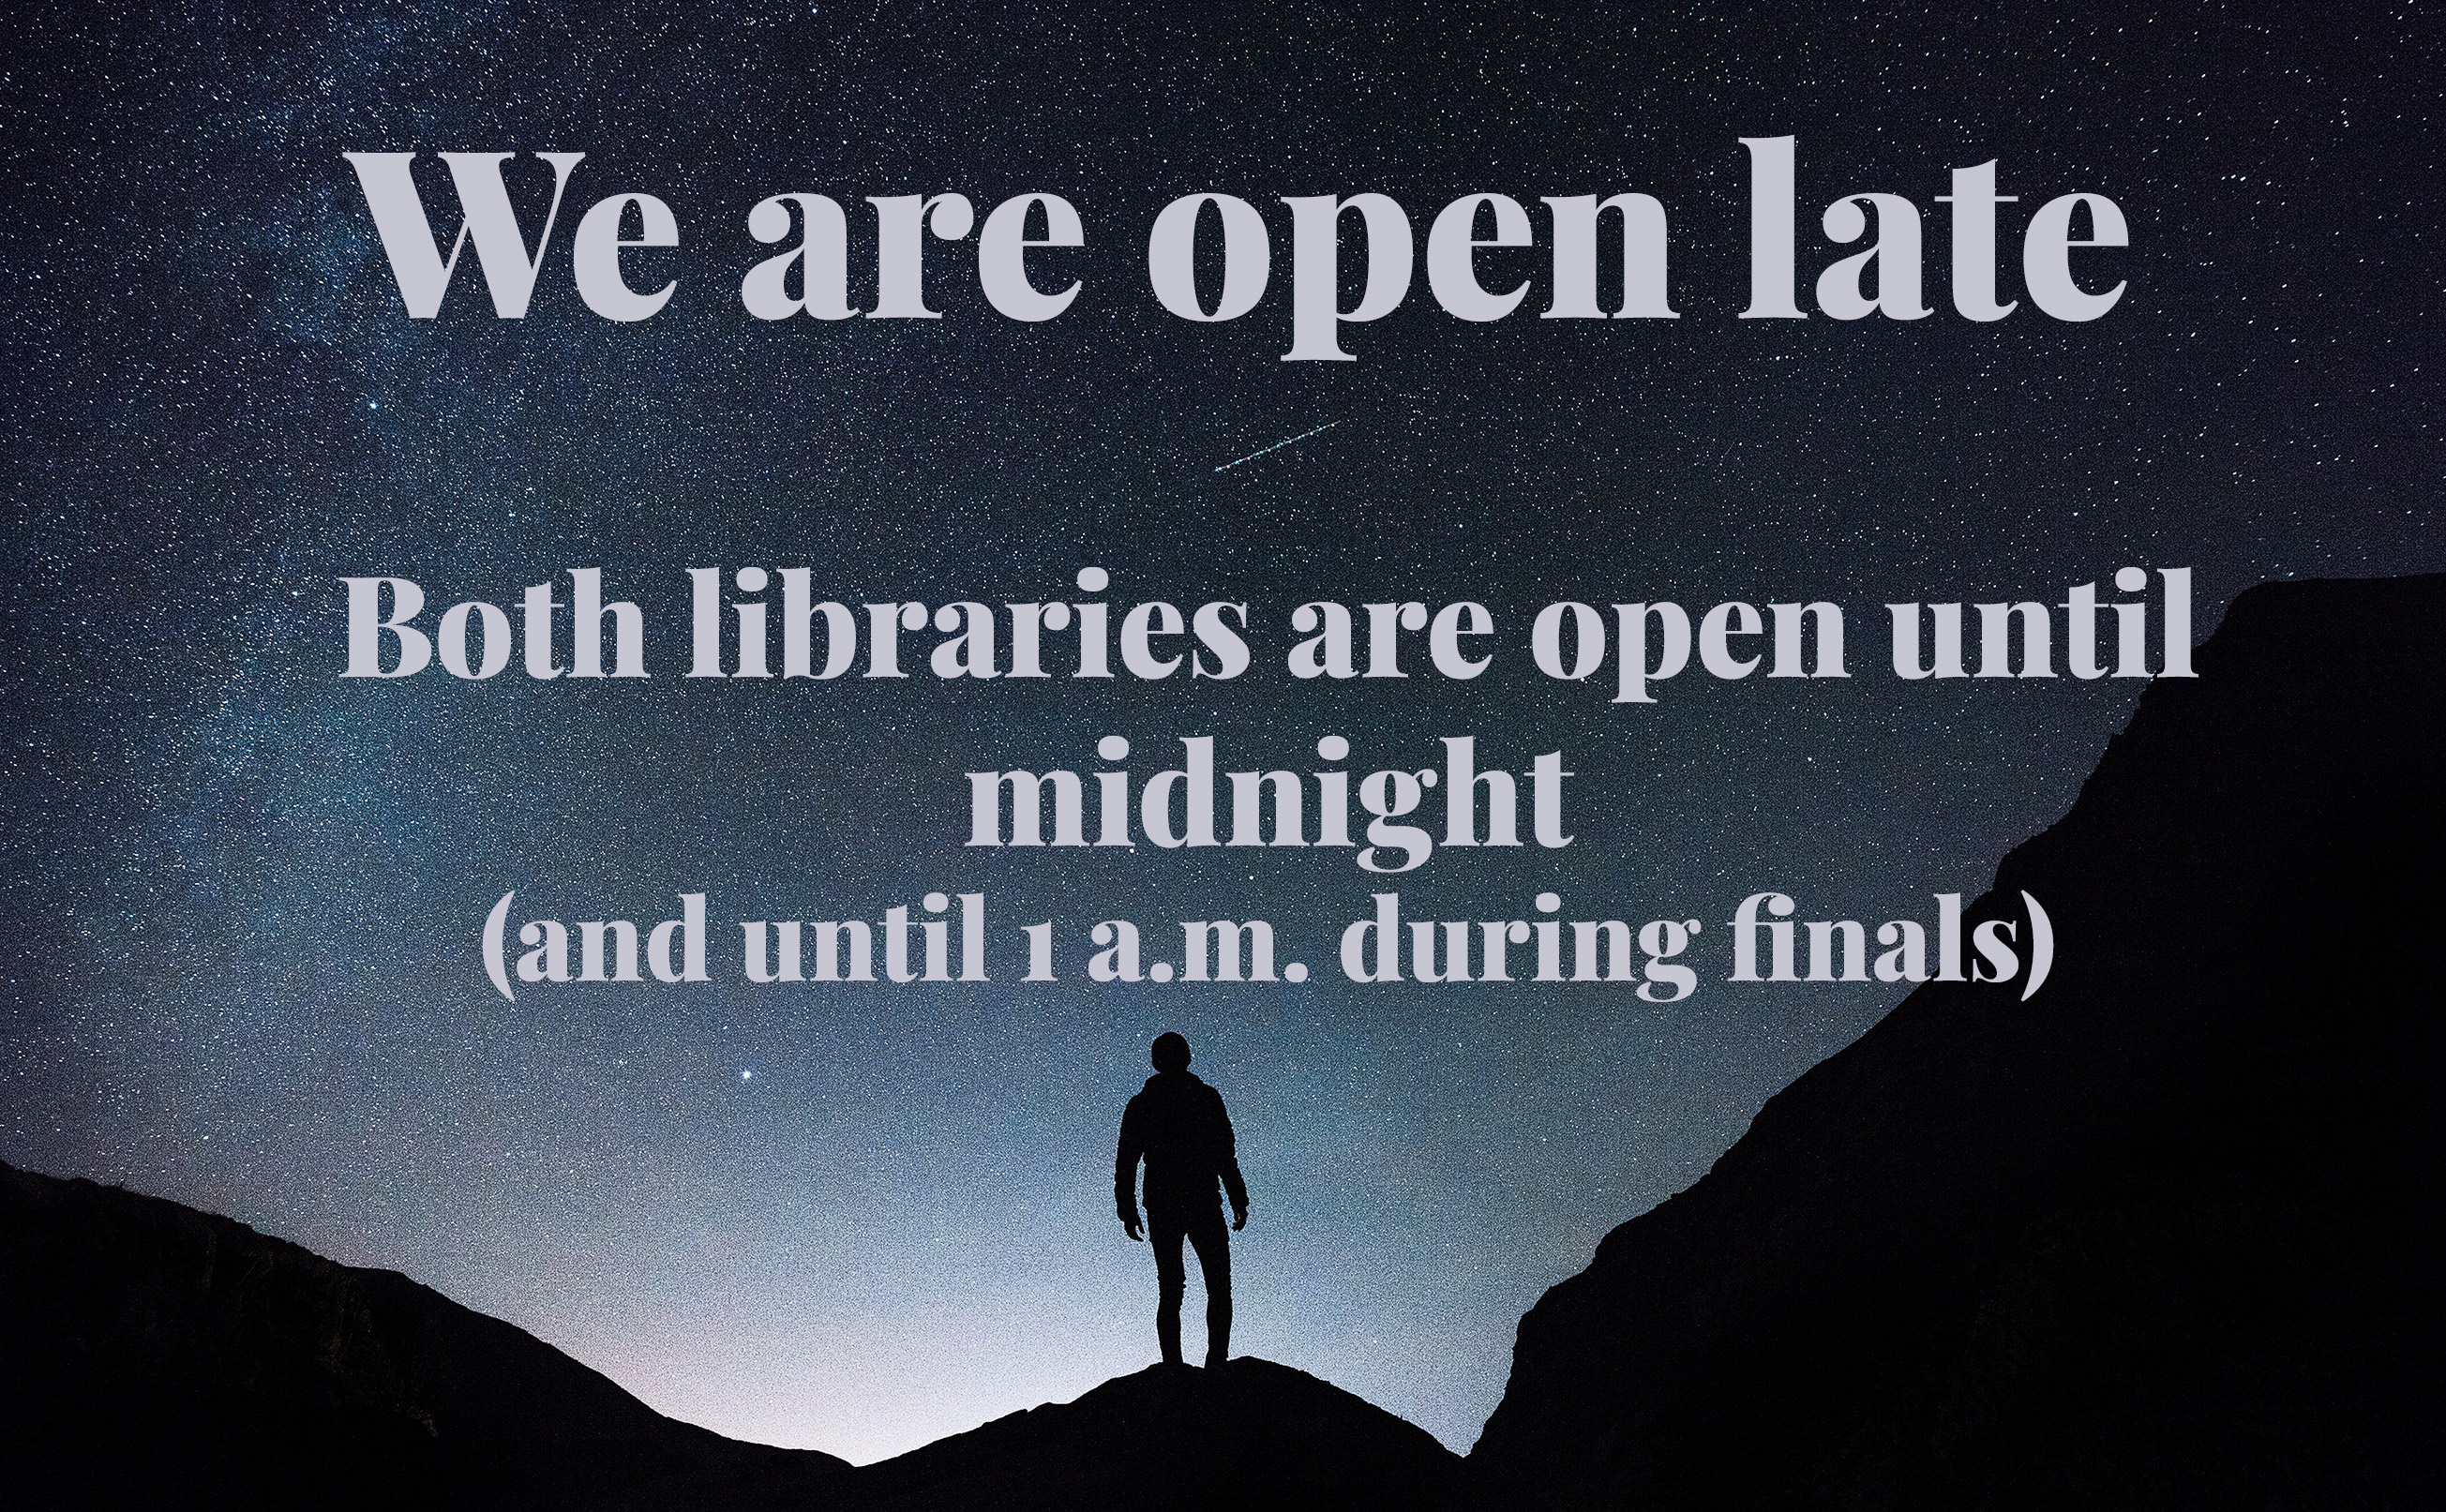 We are open late
Both libraries are open until
midnight
(and until 1 a.m. during finals)